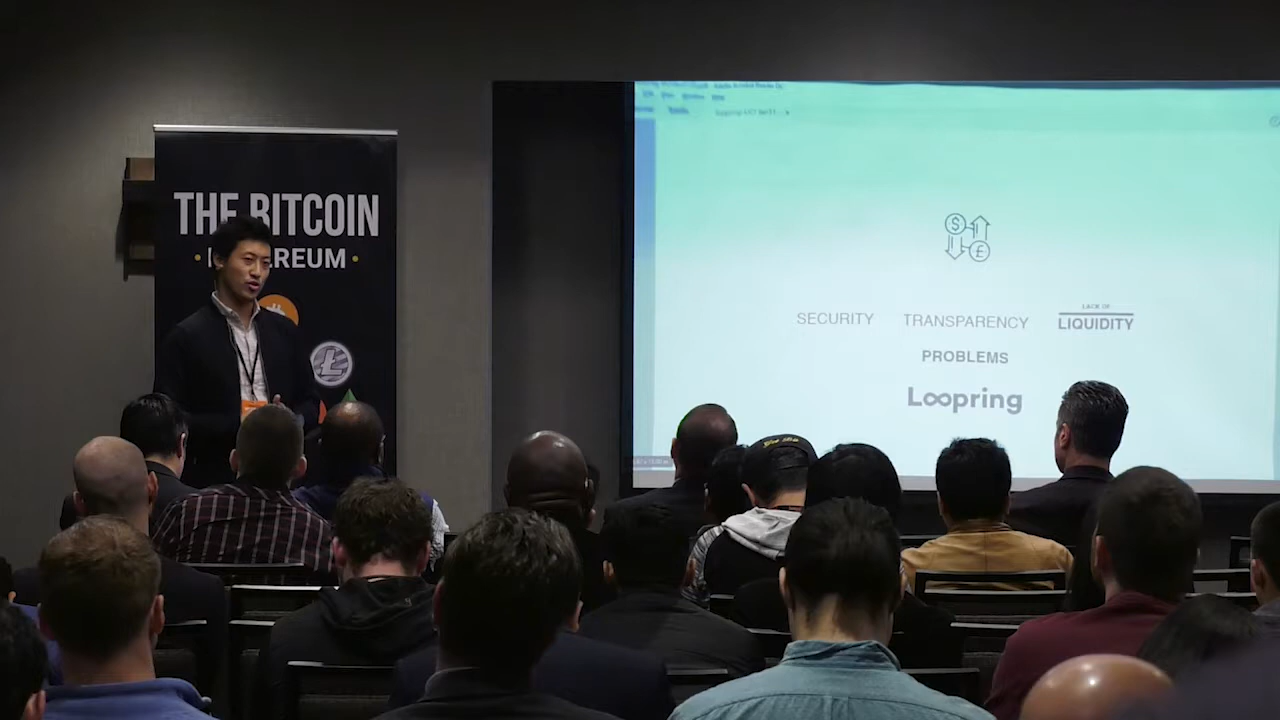 THE BITCOIN
REUM
SECURITY
TRANSPARENCY
LACK OF
LIQUIDITY
PROBLEMS
Loopring